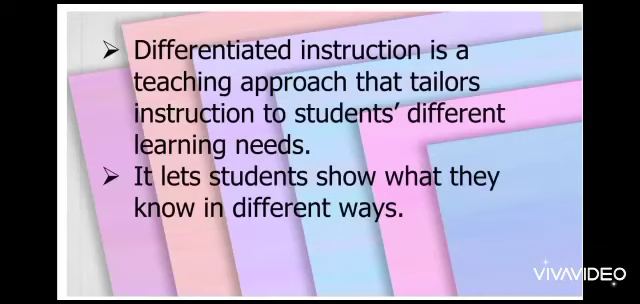 ➢ Differentiated instruction is a
teaching approach that tailors
instruction to students’ different
learning needs.
➢ It lets students show what they
know in different ways.
VIVAVIDEO